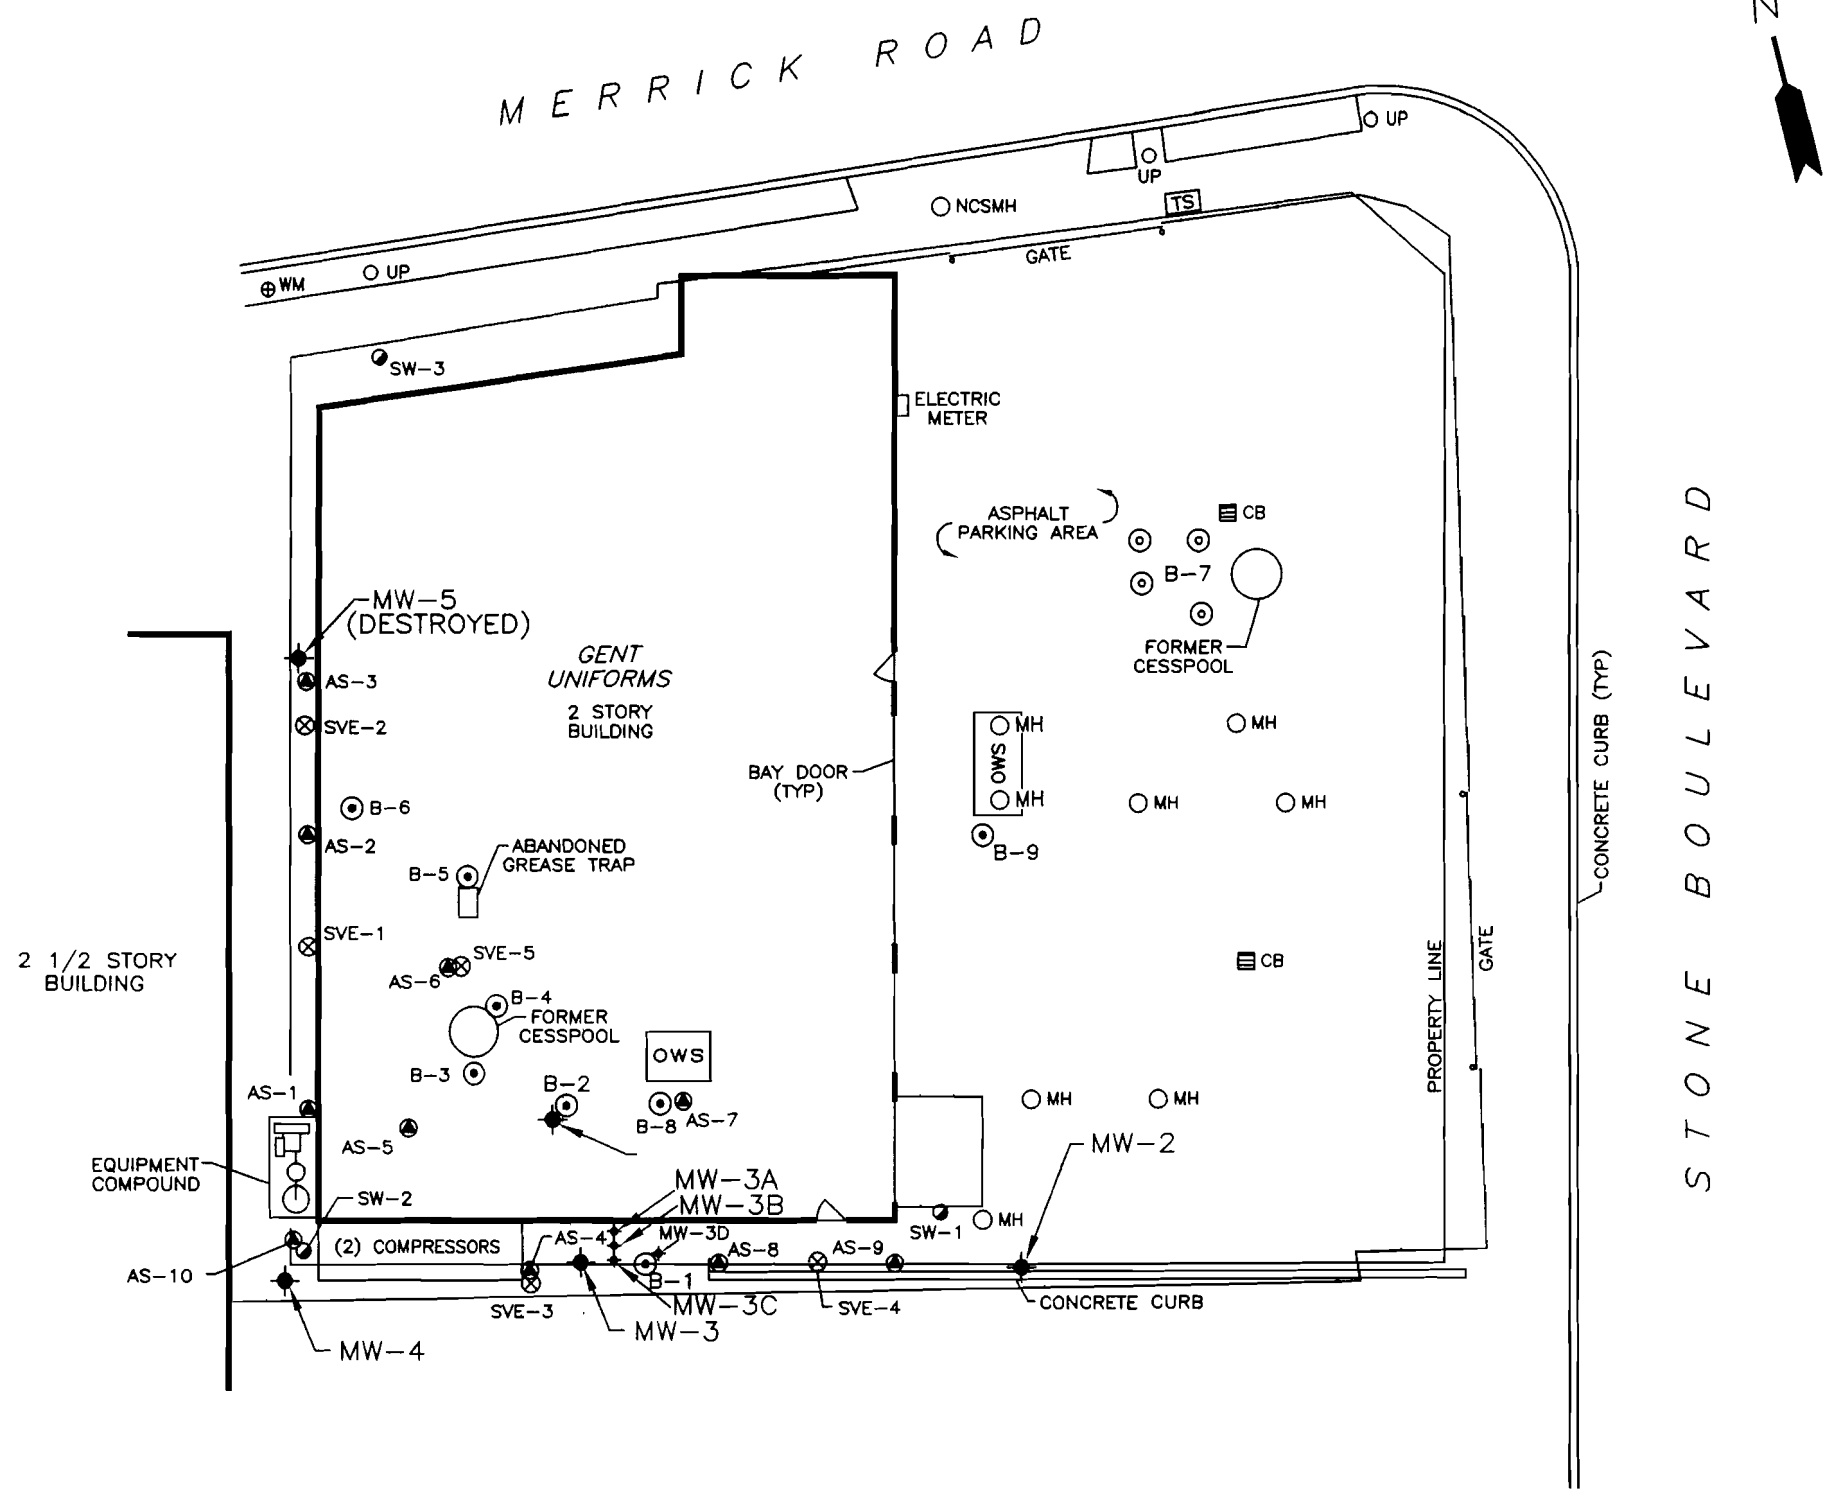 MERRICK ROAD
N
UP
UP
NCSMH
TS
GATE
UP
WM
SW-3
ELECTRIC
METER
ASPHALT
PARKING AREA
CB
B-7
FORMER
CESSPOOL
MW-5
(DESTROYED)
AS-3
SVE-2
GENT
UNIFORMS
2 STORY
BUILDING
BAY DOOR
(TYP)
MH
OWS
MH
MH
MH
MH
B-9
CONCRETE CURB (TYP)
STONE BOULEVARD
B-6
AS-2
B-5
ABANDONED
GREASE TRAP
SVE-1
SVE-5
AS-6
2 1/2 STORY
BUILDING
B-4
FORMER
CESSPOOL
B-3
OWS
B-2
B-8
AS-7
CB
PROPERTY LINE
GATE
MH
MH
AS-1
AS-5
EQUIPMENT
COMPOUND
SW-2
MW-2
MW-3A
MW-3B
MW-3D
SW-1
MH
(2) COMPRESSORS
AS-4
AS-8
AS-9
AS-10
B-1
SVE-3
MW-3C
MW-3
SVE-4
CONCRETE CURB
MW-4